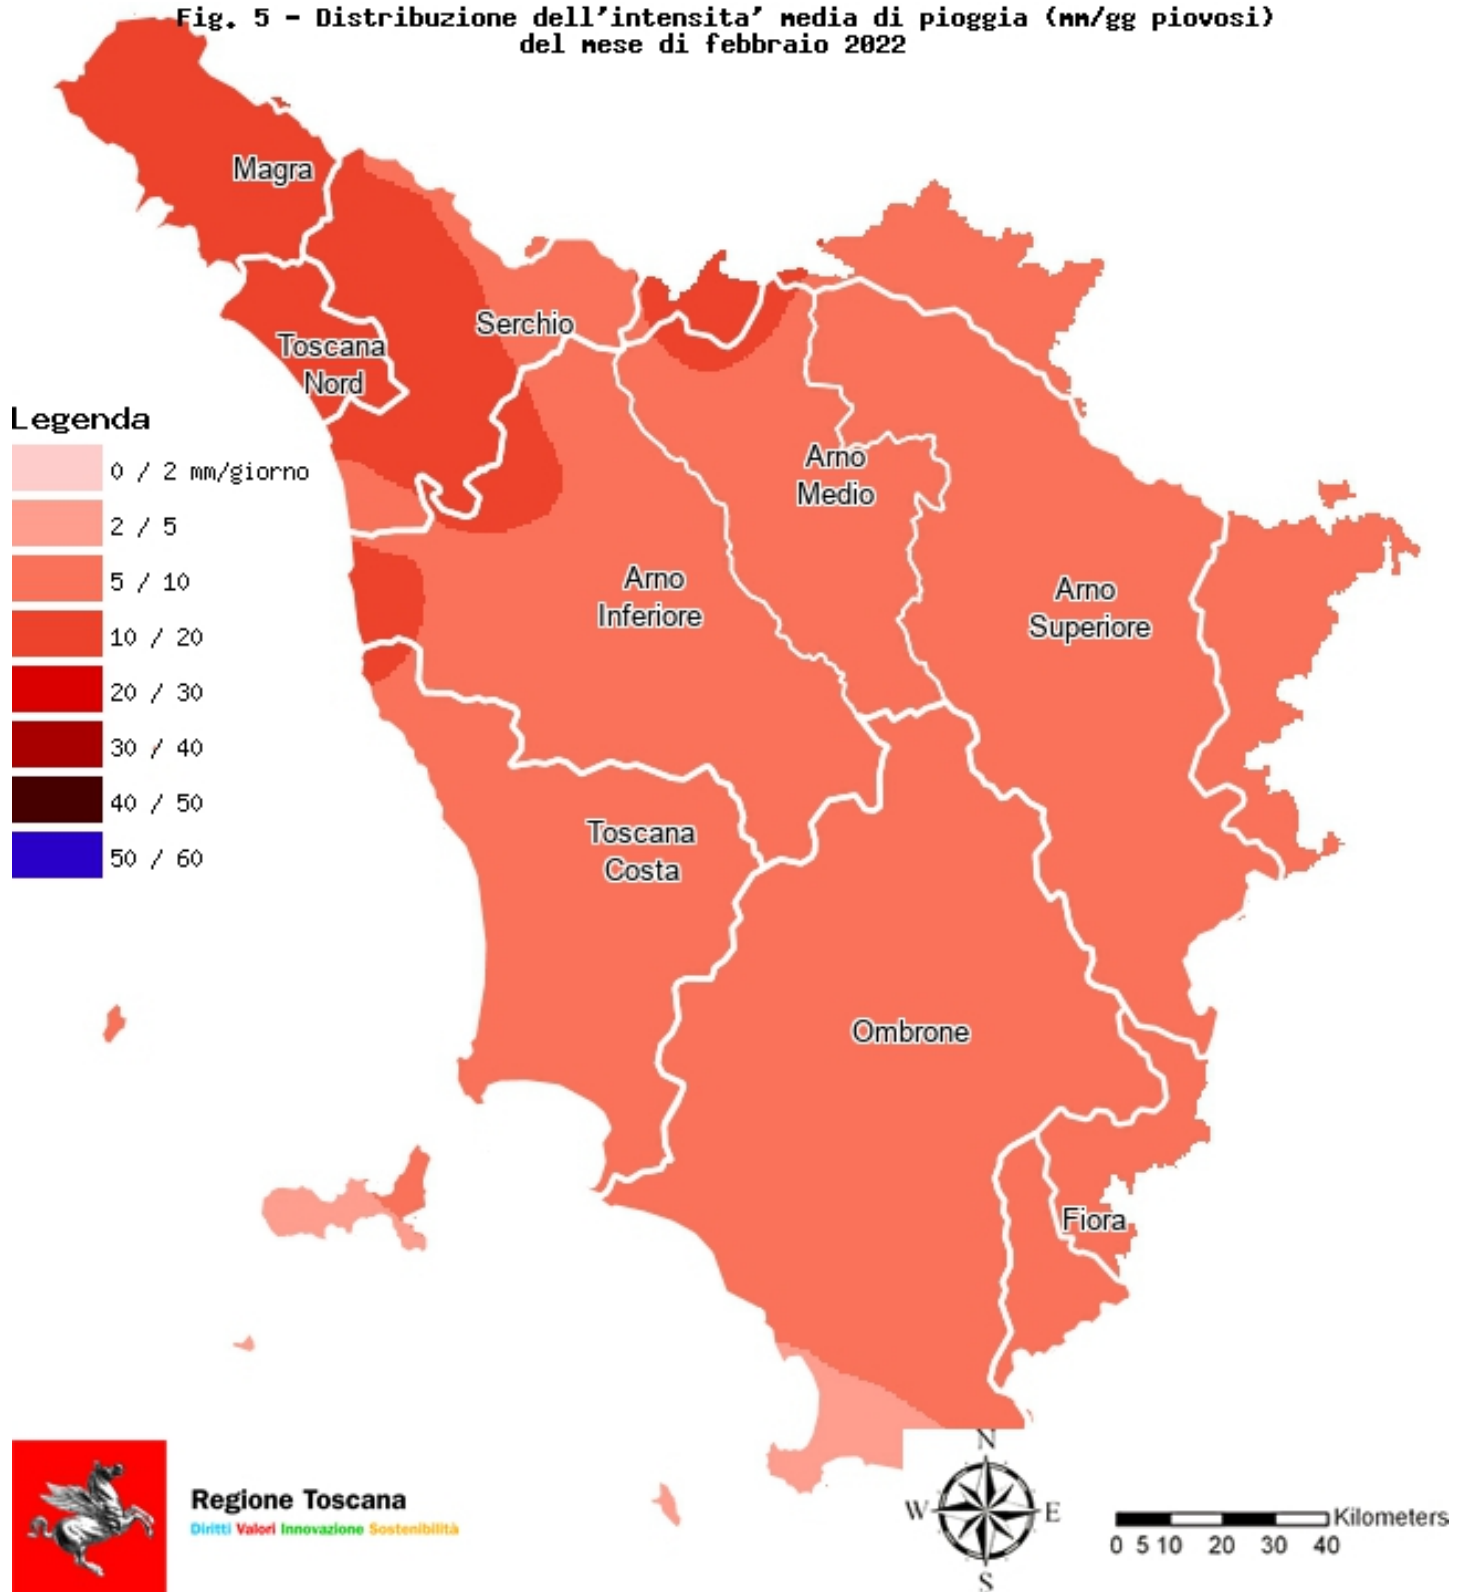 Fig. 5 - Distribuzione dell'intensita' media di pioggia (mm/gg piovosi)
del mese di febbraio 2022
Magra
Serchio
Toscana
Nord
Legenda
0 / 2 mm/giorno
2 / 5
5 / 10
10 / 20
20 / 30
30 / 40
40 / 50
50 / 60
Arno
Medio
Arno
Inferiore
Arno
Superiore
Toscana
Costa
Ombrone
Fiora
Regione Toscana
Diritti Valori Innovazione Sostenibilità
N
W
E
S
Kilometers
0 5 10 20 30 40